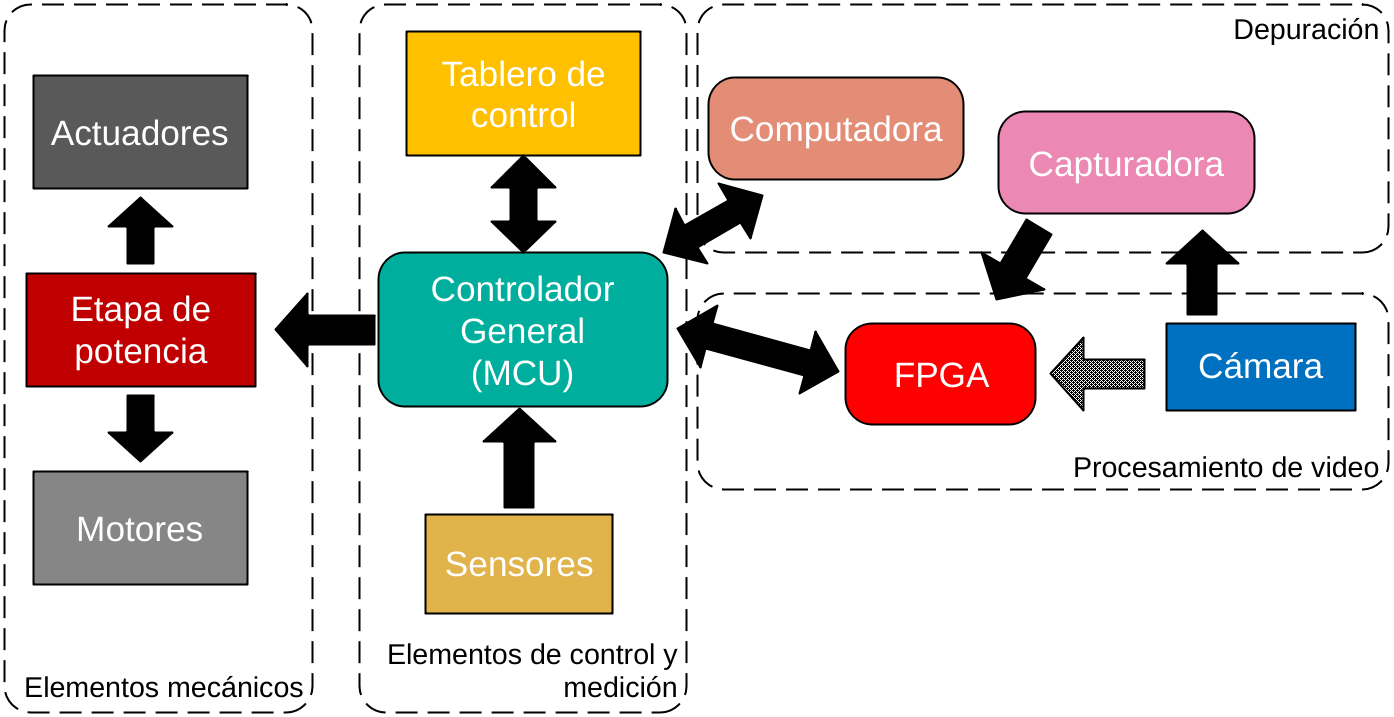 Actuadores
Etapa de
potencia
Motores
Elementos mecánicos
Tablero de
control
Controlador
General
(MCU)
Sensores
Elementos de control y
medición
Depuración
Computadora
Capturadora
FPGA
Cámara
Procesamiento de video